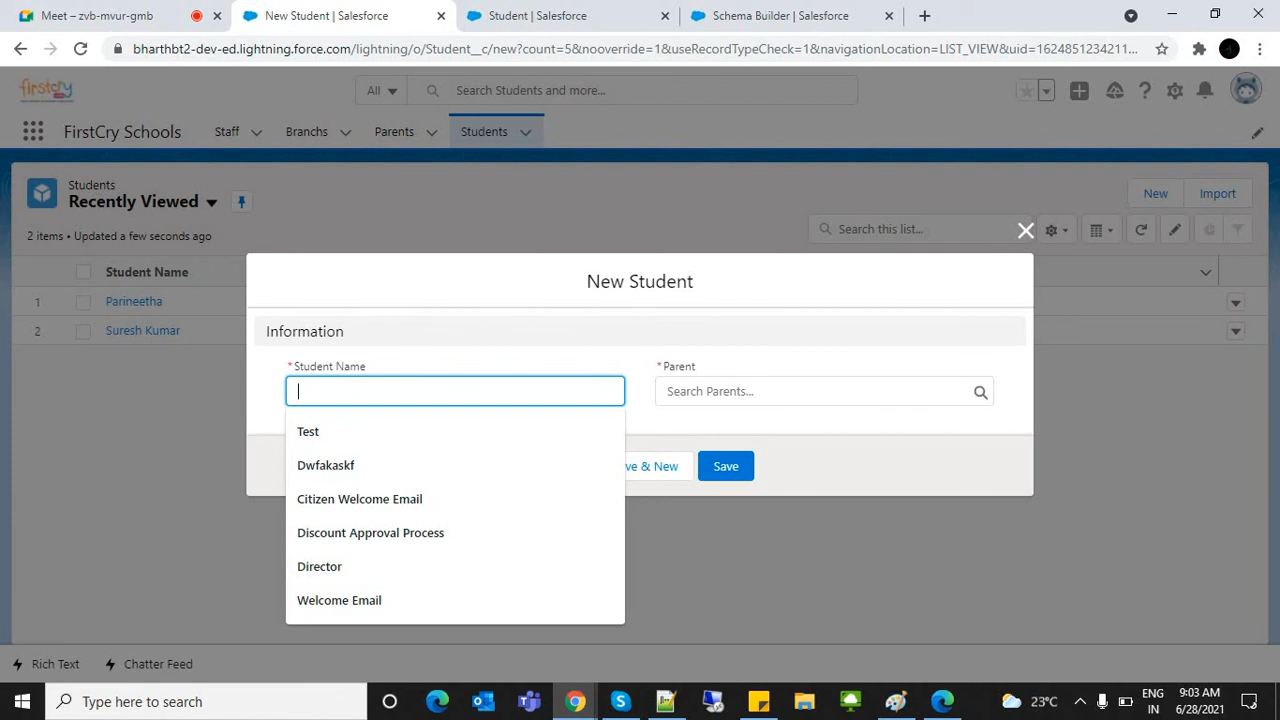 Meet – zvb-mvur-gmb
New Student | Salesforce
Student | Salesforce
Schema Builder | Salesforce
bharthbt2-dev-ed.lightning.force.com/lightning/o/Student__c/new?count=5&nooverride=1&useRecordTypeCheck=1&navigationLocation=LIST_VIEW&uid=1624851234211...
firstcry
All
Search Students and more...
FirstCry Schools
Staff
Branchs
Parents
Students
Students
Recently Viewed
New
Import
2 items • Updated a few seconds ago
Search this list...
Student Name
1
Parineetha
2
Suresh Kumar
New Student
Information
*Student Name
*Parent
Search Parents...
Test
Dwfakaskf
Citizen Welcome Email
Discount Approval Process
Director
Welcome Email
ve & New
Save
Rich Text
Chatter Feed
Type here to search
23°C
ENG
IN
9:03 AM
6/28/2021